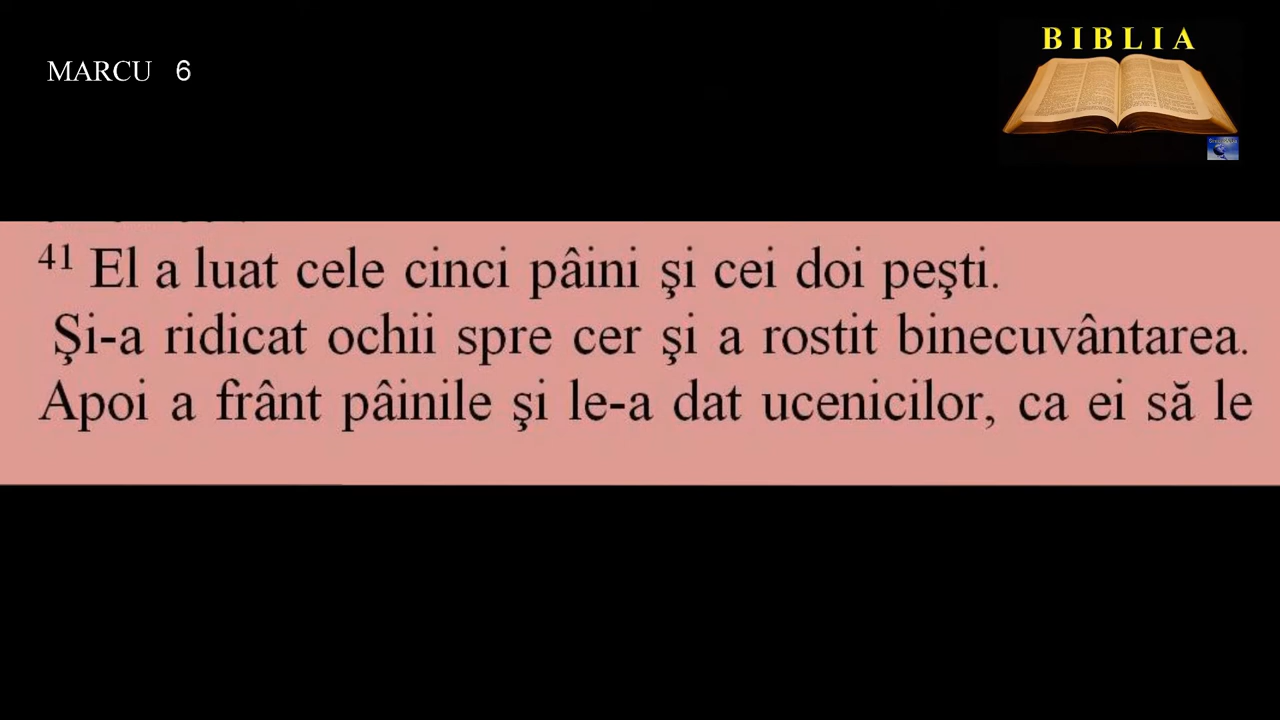 BIBLIA
MARCU 6
41 El a luat cele cinci pâini şi cei doi peşti.
Şi-a ridicat ochii spre cer şi a rostit binecuvântarea.
Apoi a frânt pâinile şi le-a dat ucenicilor, ca ei să le